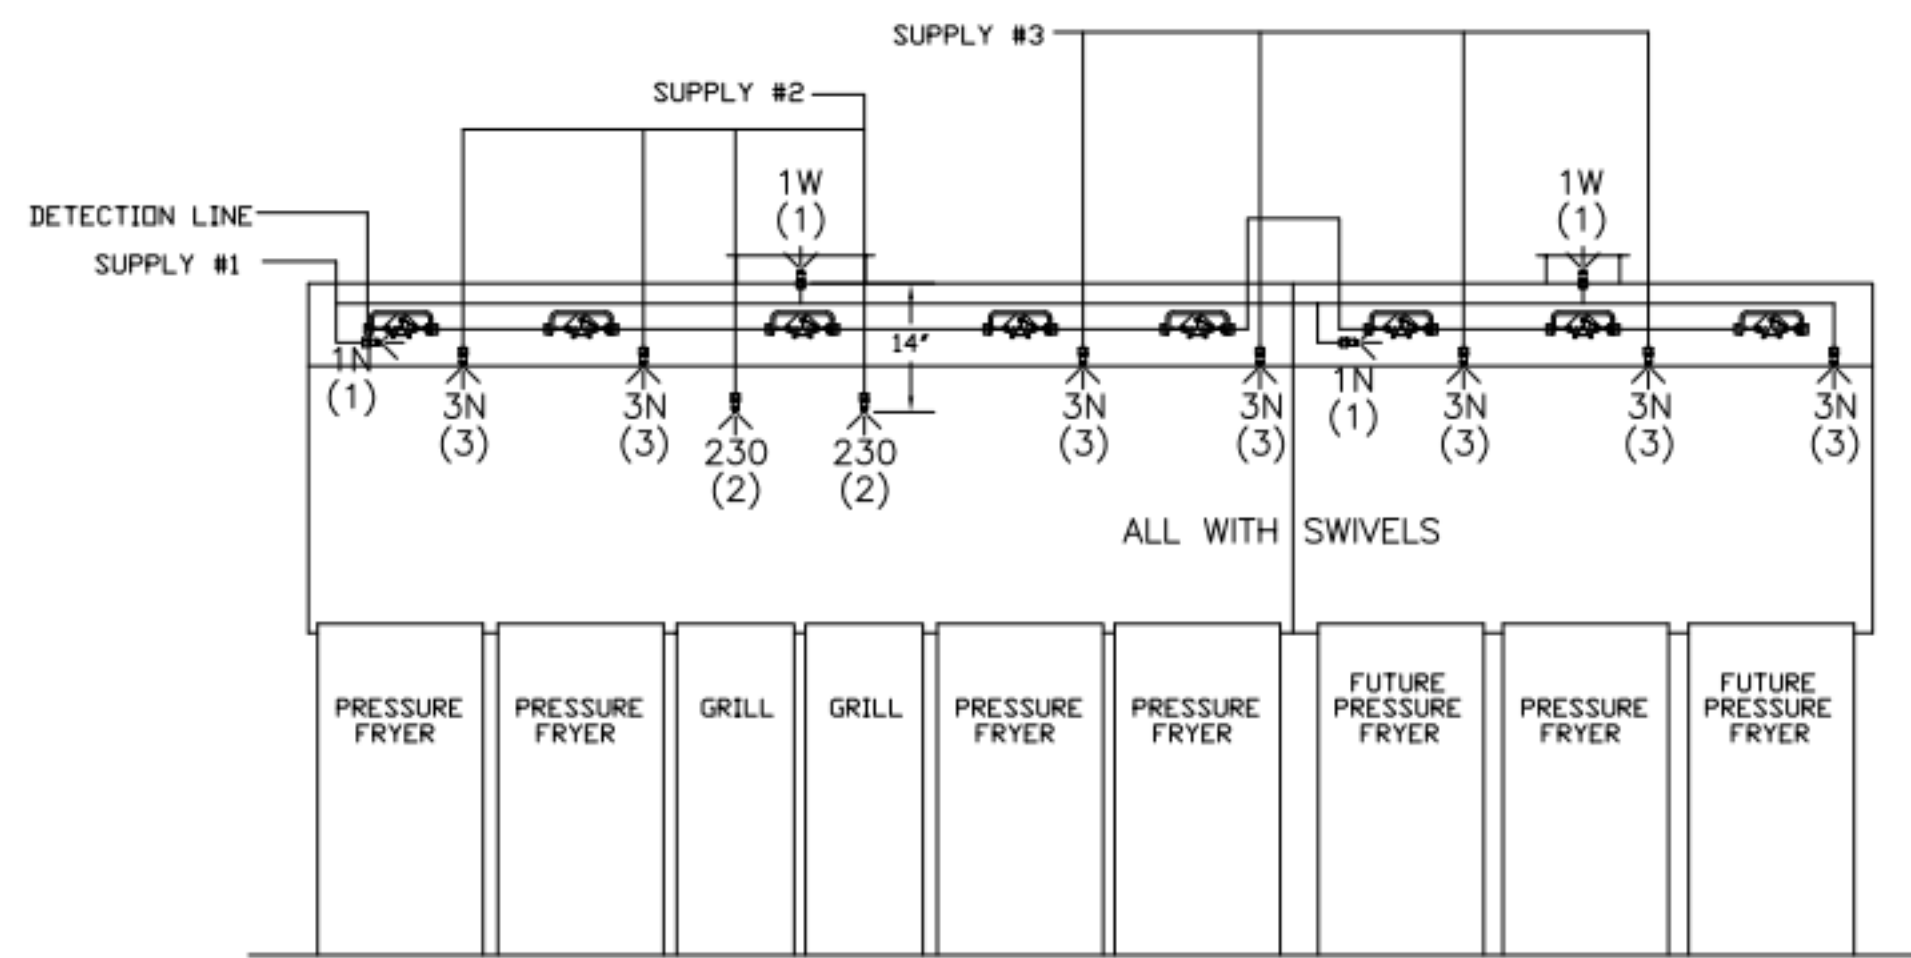 SUPPLY #3
SUPPLY #2
1W
(1)
1W
(1)
DETECTION LINE
SUPPLY #1
14"
1N
(1)
3N
(3)
3N
(3)
230
(2)
230
(2)
3N
(3)
3N
(3)
1N
(1)
3N
(3)
3N
(3)
3N
(3)
ALL WITH SWIVELS
PRESSURE
FRYER
PRESSURE
FRYER
GRILL
GRILL
PRESSURE
FRYER
PRESSURE
FRYER
FUTURE
PRESSURE
FRYER
PRESSURE
FRYER
FUTURE
PRESSURE
FRYER